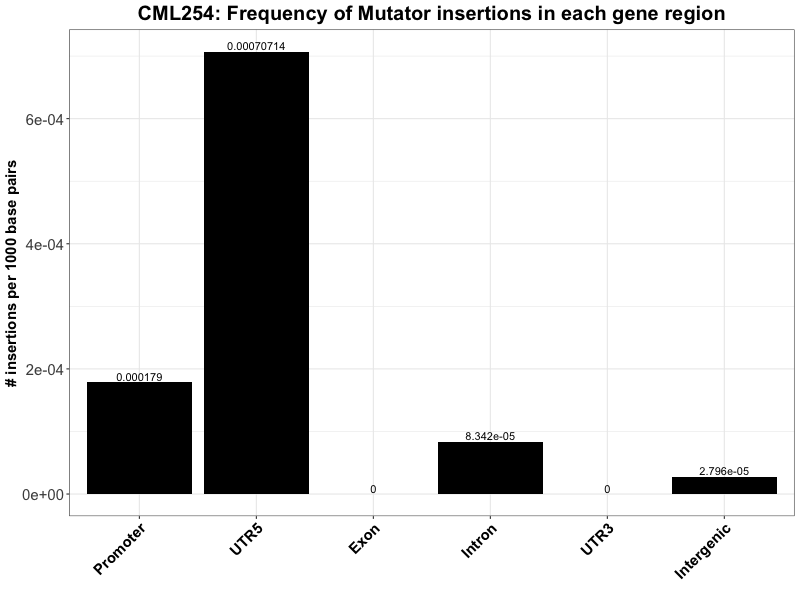 CML254: Frequency of Mutator insertions in each gene region
# insertions per 1000 base pairs
6e-04
4e-04
2e-04
0e+00
0.000179
0.00070714
0
8.342e-05
0
2.796e-05
Promoter
UTR5
Exon
Intron
UTR3
Intergenic